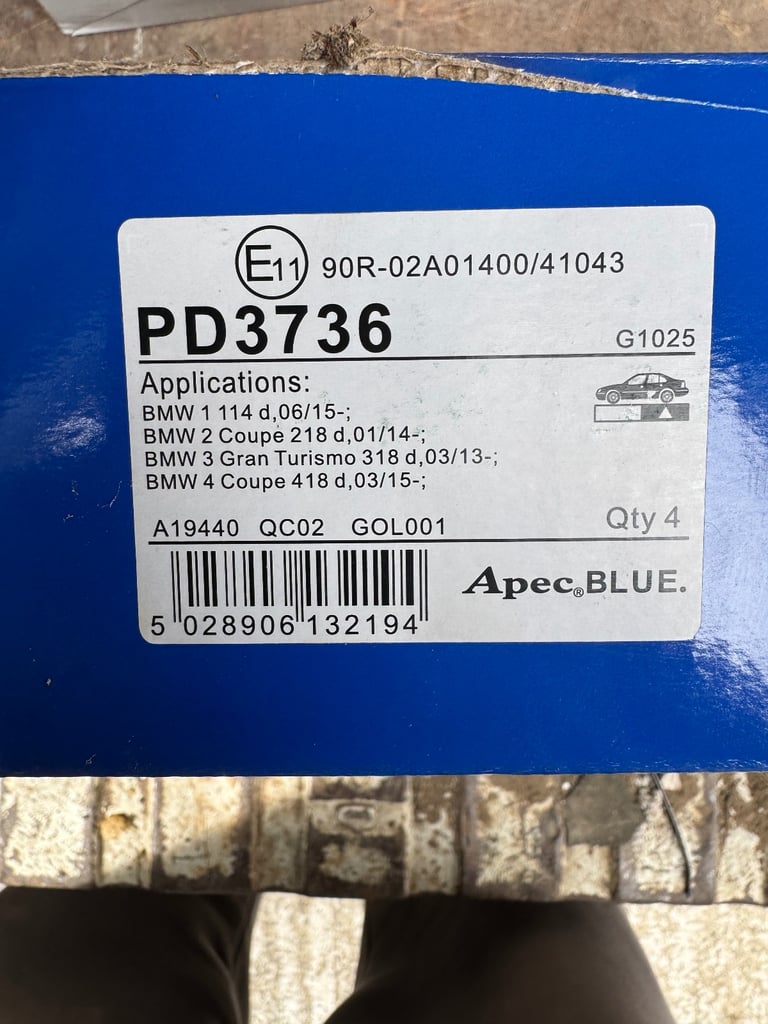 E11 90R-02A01400/41043
PD3736 G1025
Applications:
BMW 1 114 d,06/15-;
BMW 2 Coupe 218 d,01/14-;
BMW 3 Gran Turismo 318 d,03/13-;
BMW 4 Coupe 418 d,03/15-;
A19440 QC02 GOL001 Qty 4
Apec® BLUE.
5 028906 132194